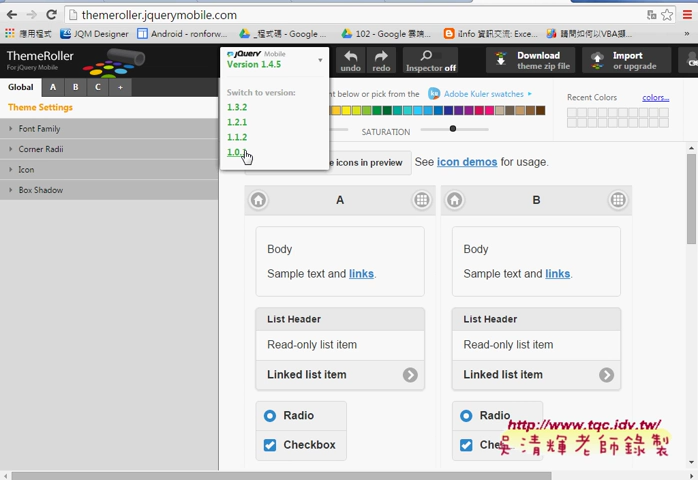 themeroller.jquerymobile.com
應用程式
JQM Designer
Android - ronforw...
_程式碼 - Google
102 - Google 雲端...
iInfo 資訊交流: Excel...
請問如何以VBA擷...
ThemeRoller
For jQuery Mobile
jQuery Mobile
Version 1.4.5
Switch to version:
1.3.2
1.2.1
1.1.2
1.0.
undo
redo
Inspector off
Download
theme zip file
Import
or upgrade
Global
A
B
C
+
Theme Settings
Font Family
Corner Radii
Icon
Box Shadow
nt below or pick from the
Adobe Kuler swatches
Recent Colors
colors...
SATURATION
e icons in preview
See icon demos for usage.
A
Body
Sample text and links.
List Header
Read-only list item
Linked list item
Radio
Checkbox
B
Body
Sample text and links.
List Header
Read-only list item
Linked list item
Radio
Che
http://www.tqc.idv.tw/
吳清輝老師錄製